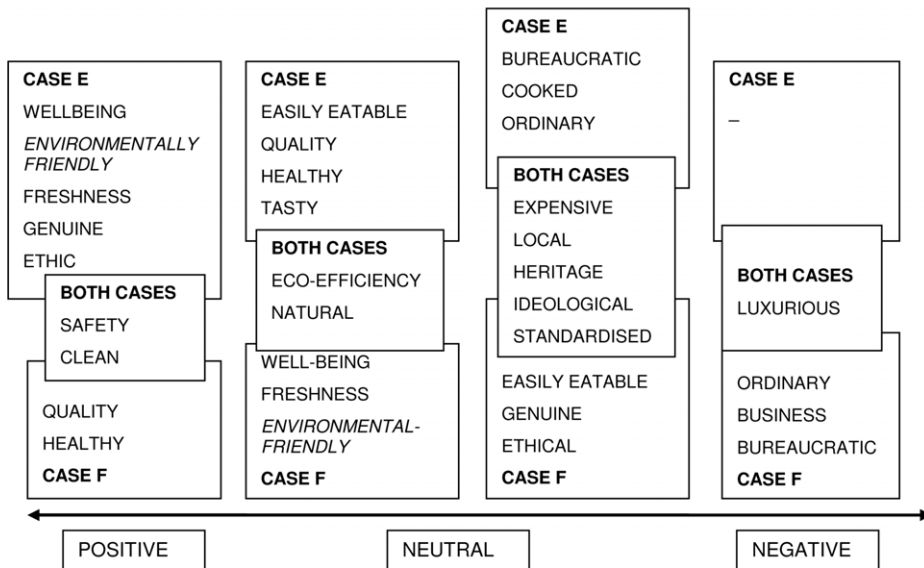 CASE E
WELLBEING
ENVIRONMENTALLY
FRIENDLY
FRESHNESS
GENUINE
ETHIC
BOTH CASES
SAFETY
CLEAN
QUALITY
HEALTHY
CASE F
CASE E
EASILY EATABLE
QUALITY
HEALTHY
TASTY
BOTH CASES
ECO-EFFICIENCY
NATURAL
WELL-BEING
FRESHNESS
ENVIRONMENTAL-
FRIENDLY
CASE F
CASE E
BUREAUCRATIC
COOKED
ORDINARY
BOTH CASES
EXPENSIVE
LOCAL
HERITAGE
IDEOLOGICAL
STANDARDISED
EASILY EATABLE
GENUINE
ETHICAL
CASE F
CASE E
–
BOTH CASES
LUXURIOUS
ORDINARY
BUSINESS
BUREAUCRATIC
CASE F
POSITIVE
NEUTRAL
NEGATIVE